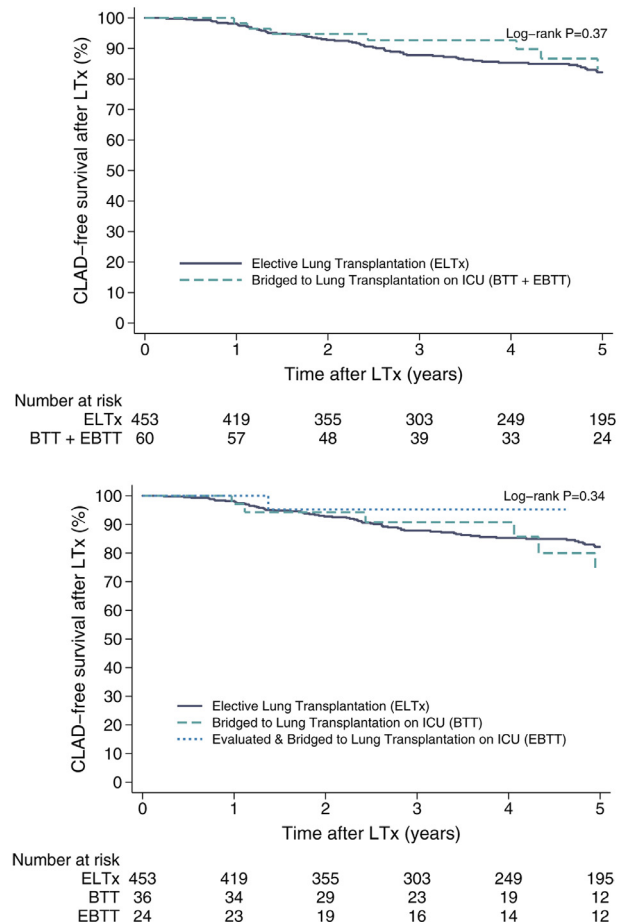 CLAD-free survival after LTx (%)
100
90
80
70
60
50
40
30
20
10
0
Log-rank P=0.37
Elective Lung Transplantation (ELTx)
Bridged to Lung Transplantation on ICU (BTT + EBTT)
0 1 2 3 4 5
Time after LTx (years)
Number at risk
ELTx 453 419 355 303 249 195
BTT + EBTT 60 57 48 39 33 24
CLAD-free survival after LTx (%)
100
90
80
70
60
50
40
30
20
10
0
Log-rank P=0.34
Elective Lung Transplantation (ELTx)
Bridged to Lung Transplantation on ICU (BTT)
Evaluated & Bridged to Lung Transplantation on ICU (EBTT)
0 1 2 3 4 5
Time after LTx (years)
Number at risk
ELTx 453 419 355 303 249 195
BTT 36 34 29 23 19 12
EBTT 24 23 19 16 14 12